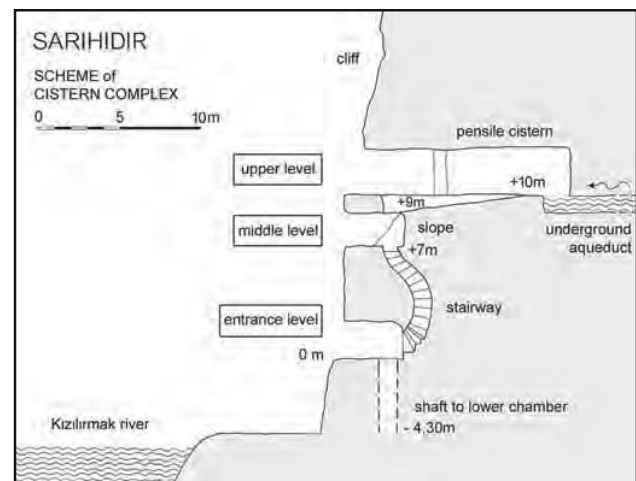 SARIHIDIR
SCHEME of
CISTERN COMPLEX
0 5 10m
cliff
pensile cistern
upper level
+10m
+9m
middle level
slope
+7m
underground
aqueduct
entrance level
stairway
0 m
shaft to lower chamber
- 4.30m
Kızılırmak river